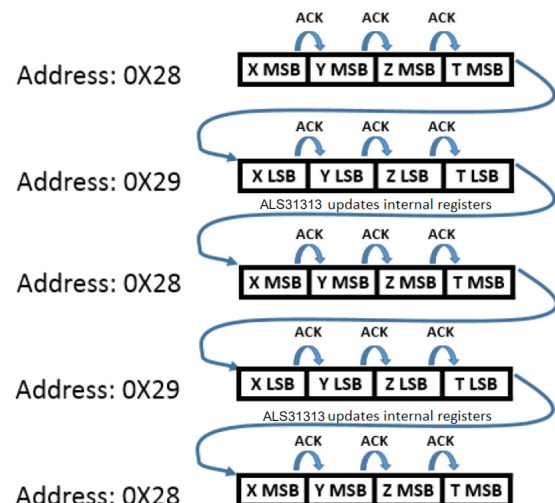 ACK ACK ACK
Address: 0X28 X MSB Y MSB Z MSB T MSB
ACK ACK ACK
Address: 0X29 X LSB Y LSB Z LSB T LSB
ALS31313 updates internal registers
ACK ACK ACK
Address: 0X28 X MSB Y MSB Z MSB T MSB
ACK ACK ACK
Address: 0X29 X LSB Y LSB Z LSB T LSB
ALS31313 updates internal registers
ACK ACK ACK
Address: 0X28 X MSB Y MSB Z MSB T MSB